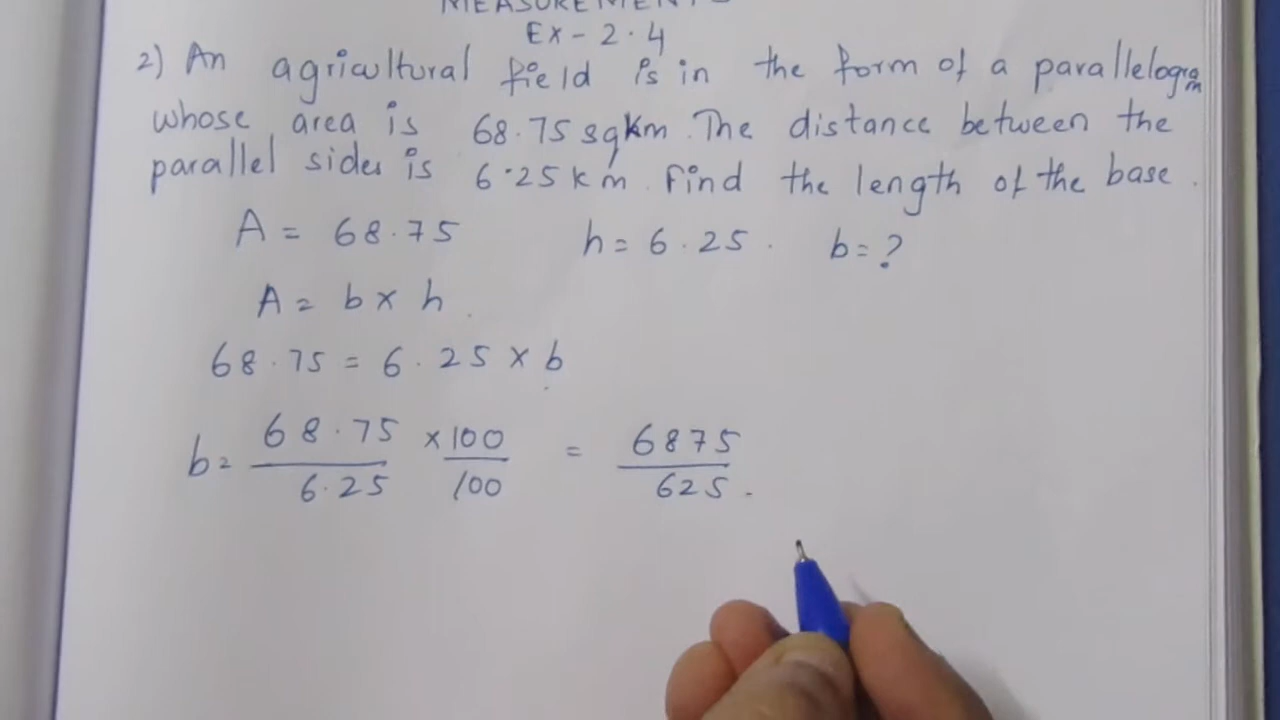 MEASUREMENTS
Ex - 2.4
2) An agricultural field is in the form of a parallelogram
whose area is 68.75 sqkm. The distance between the
parallel sides is 6.25 km. Find the length of the base.
A = 68.75 h = 6.25. b = ?
A = b × h.
68.75 = 6.25 × b
b = 68.75 / 6.25 × 100 / 100 = 6875 / 625.